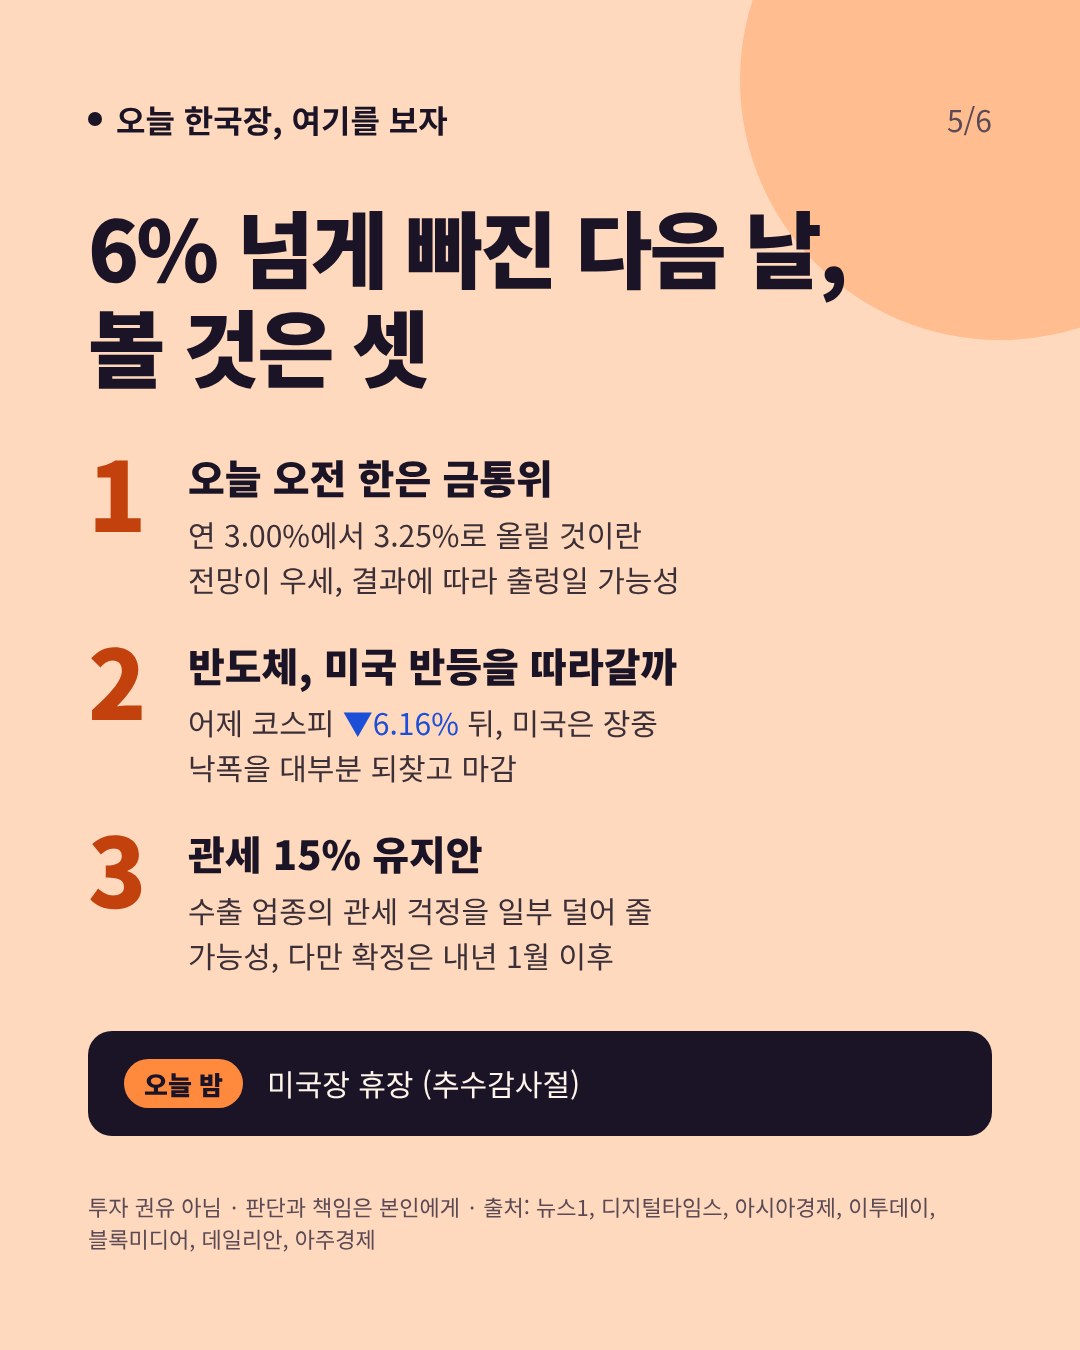 • 오늘 한국장, 여기를 보자
5/6
6% 넘게 빠진 다음 날,
볼 것은 셋
1
오늘 오전 한은 금통위
연 3.00%에서 3.25%로 올릴 것이란
전망이 우세, 결과에 따라 출렁일 가능성
2
반도체, 미국 반등을 따라갈까
어제 코스피 ▼6.16% 뒤, 미국은 장중
낙폭을 대부분 되찾고 마감
3
관세 15% 유지안
수출 업종의 관세 걱정을 일부 덜어 줄
가능성, 다만 확정은 내년 1월 이후
오늘 밤 미국장 휴장 (추수감사절)
투자 권유 아님 · 판단과 책임은 본인에게 · 출처: 뉴스1, 디지털타임스, 아시아경제, 이투데이,
블록미디어, 데일리안, 아주경제